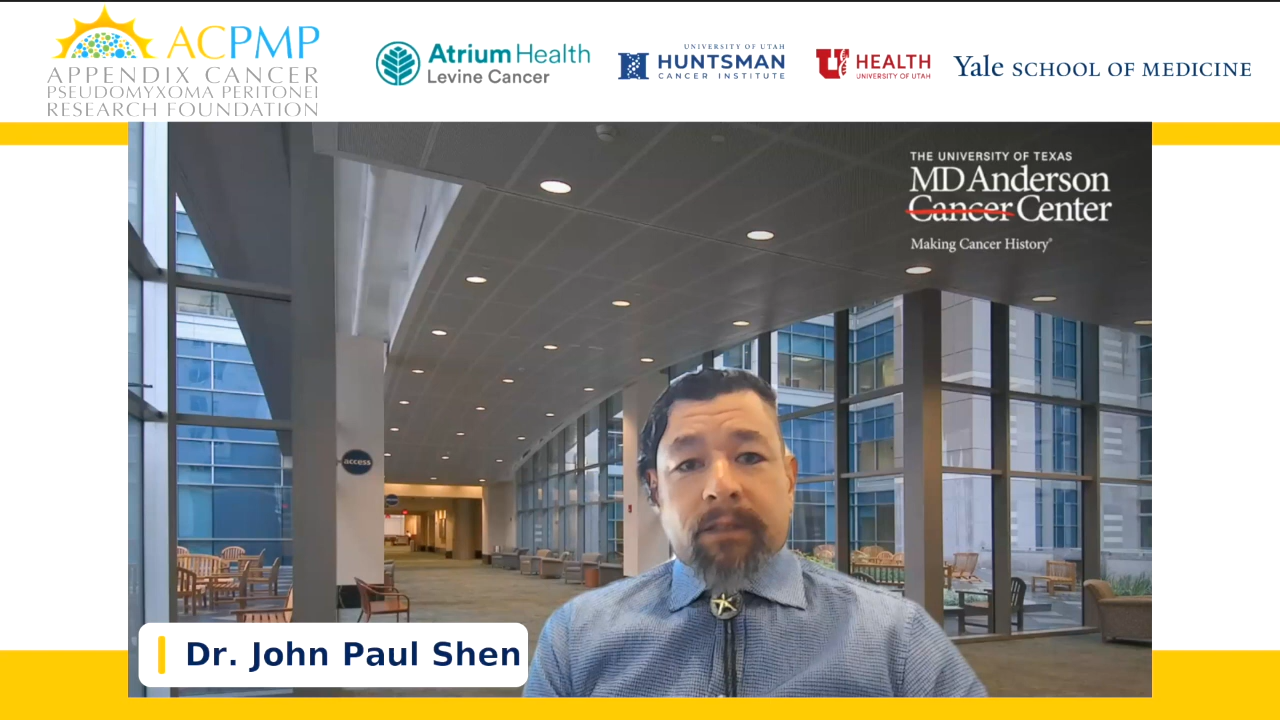 ACPMP
APPENDIX CANCER
PSEUDOMYXOMA PERITONEI
RESEARCH FOUNDATION
Atrium Health
Levine Cancer
UNIVERSITY OF UTAH
HUNTSMAN
CANCER INSTITUTE
U HEALTH
UNIVERSITY OF UTAH
Yale SCHOOL OF MEDICINE
THE UNIVERSITY OF TEXAS
MD Anderson
Cancer Center
Making Cancer History®
access
Dr. John Paul Shen